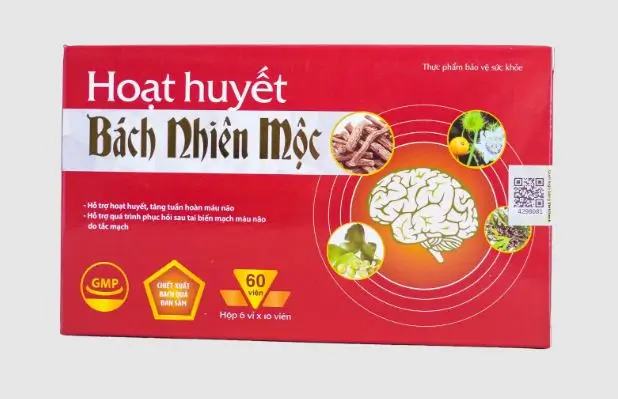 Thực phẩm bảo vệ sức khỏe
Hoạt huyết
Bách Nhiên Mộc
- Hỗ trợ hoạt huyết, tăng tuần hoàn máu não
- Hỗ trợ quá trình phục hồi sau tai biến mạch máu não
do tắc mạch
GMP
CHIẾT XUẤT
BẠCH QUẢ
ĐAN SÂM
60
viên
Hộp 6 vỉ x 10 viên
4298081